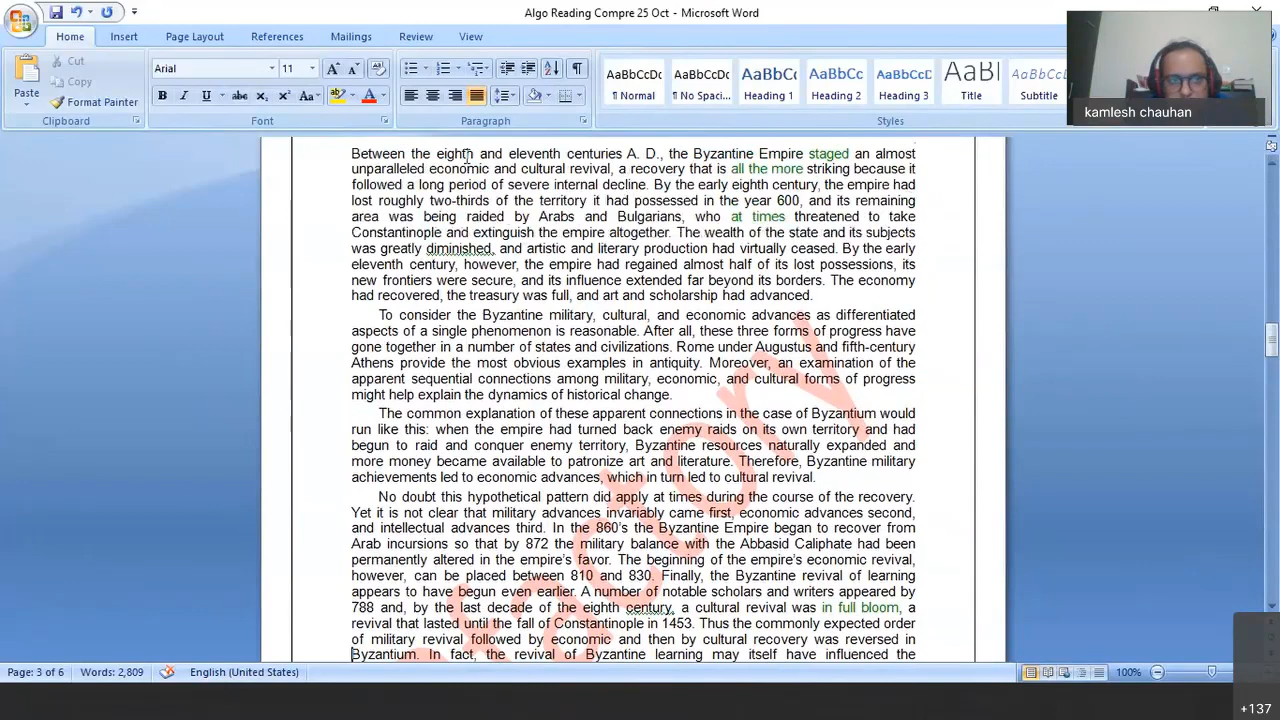 Algo Reading Compre 25 Oct - Microsoft Word
Home Insert Page Layout References Mailings Review View
Cut
Copy
Paste
Format Painter
Clipboard
Arial 11
Font
Paragraph
AaBbCcDc AaBbCcDc AaBbCc AaBbCc AaBbCc AaBl AaBbCc
¶ Normal ¶ No Spaci... Heading 1 Heading 2 Heading 3 Title Subtitle
Styles
kamlesh chauhan
Between the eighth and eleventh centuries A. D., the Byzantine Empire staged an almost
unparalleled economic and cultural revival, a recovery that is all the more striking because it
followed a long period of severe internal decline. By the early eighth century, the empire had
lost roughly two-thirds of the territory it had possessed in the year 600, and its remaining
area was being raided by Arabs and Bulgarians, who at times threatened to take
Constantinople and extinguish the empire altogether. The wealth of the state and its subjects
was greatly diminished, and artistic and literary production had virtually ceased. By the early
eleventh century, however, the empire had regained almost half of its lost possessions, its
new frontiers were secure, and its influence extended far beyond its borders. The economy
had recovered, the treasury was full, and art and scholarship had advanced.
To consider the Byzantine military, cultural, and economic advances as differentiated
aspects of a single phenomenon is reasonable. After all, these three forms of progress have
gone together in a number of states and civilizations. Rome under Augustus and fifth-century
Athens provide the most obvious examples in antiquity. Moreover, an examination of the
apparent sequential connections among military, economic, and cultural forms of progress
might help explain the dynamics of historical change.
The common explanation of these apparent connections in the case of Byzantium would
run like this: when the empire had turned back enemy raids on its own territory and had
begun to raid and conquer enemy territory, Byzantine resources naturally expanded and
more money became available to patronize art and literature. Therefore, Byzantine military
achievements led to economic advances, which in turn led to cultural revival.
No doubt this hypothetical pattern did apply at times during the course of the recovery.
Yet it is not clear that military advances invariably came first, economic advances second,
and intellectual advances third. In the 860's the Byzantine Empire began to recover from
Arab incursions so that by 872 the military balance with the Abbasid Caliphate had been
permanently altered in the empire's favor. The beginning of the empire's economic revival,
however, can be placed between 810 and 830. Finally, the Byzantine revival of learning
appears to have begun even earlier. A number of notable scholars and writers appeared by
788 and, by the last decade of the eighth century, a cultural revival was in full bloom, a
revival that lasted until the fall of Constantinople in 1453. Thus the commonly expected order
of military revival followed by economic and then by cultural recovery was reversed in
Byzantium. In fact, the revival of Byzantine learning may itself have influenced the
Page: 3 of 6 Words: 2,809 English (United States) 100%
+137